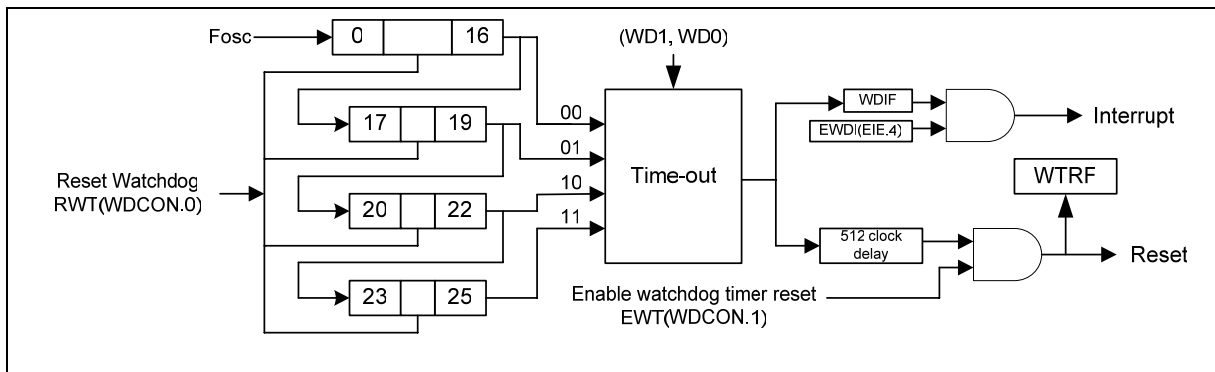 Fosc
0 16
(WD1, WD0)
17 19
20 22
23 25
00
01
10
11
Time-out
Reset Watchdog
RWT(WDCON.0)
WDIF
EWDI(EIE.4)
Interrupt
WTRF
512 clock
delay
Reset
Enable watchdog timer reset
EWT(WDCON.1)